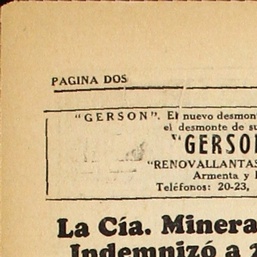 PAGINA DOS
"GERSON". El nuevo desmon
el desmonte de su
"GERSO
"RENOVALLANTAS
Armenta y
Teléfonos: 20-23,
La Cía. Minera
Indemnizó a